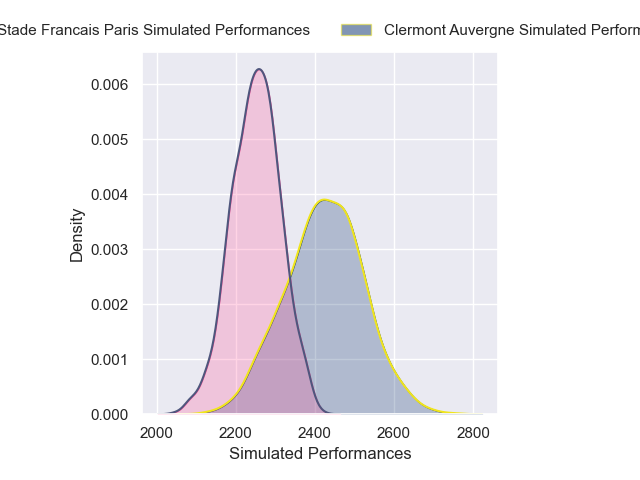 Stade Francais Paris Simulated Performances
Clermont Auvergne Simulated Perform
0.006
0.005
0.004
0.003
0.002
0.001
0.000
Density
2000 2200 2400 2600 2800
Simulated Performances